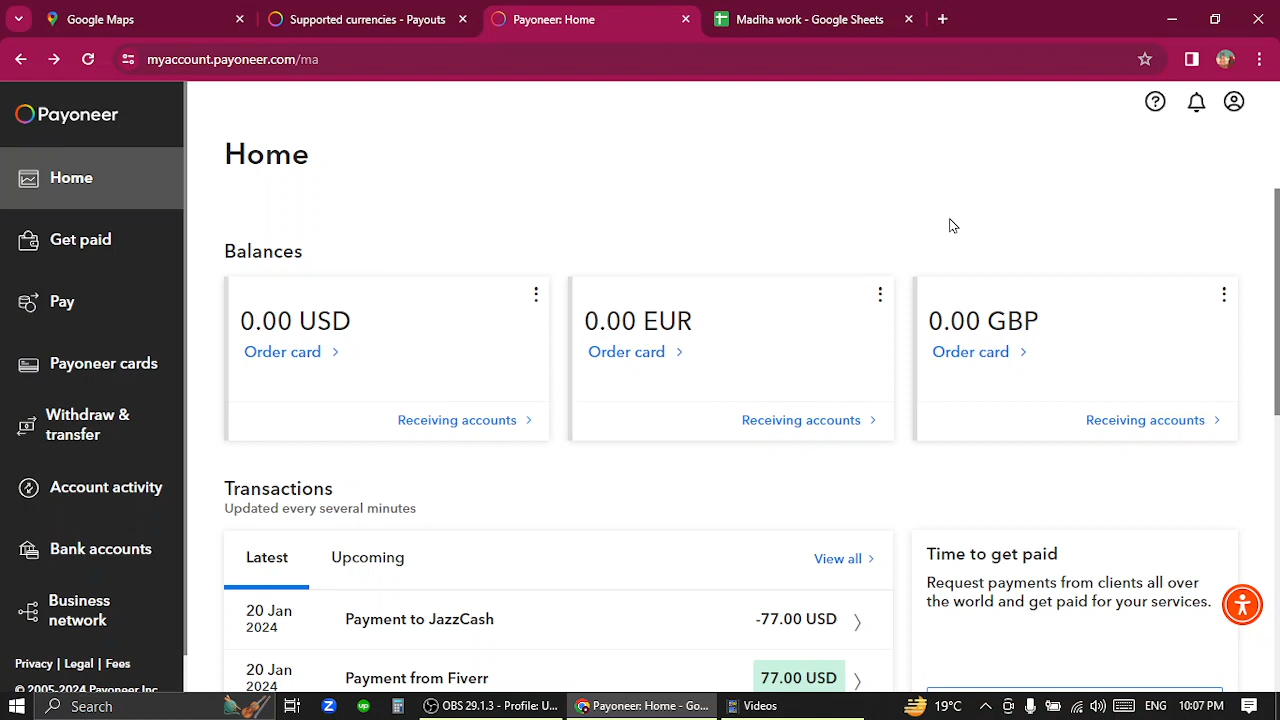 Google Maps
Supported currencies - Payouts
Payoneer: Home
Madiha work - Google Sheets
myaccount.payoneer.com/ma
Payoneer
Home
Get paid
Pay
Payoneer cards
Withdraw &
transfer
Account activity
Bank accounts
Business
network
Privacy | Legal | Fees
© 2005-2024 Payoneer Inc
Home
Balances
0.00 USD
Order card
Receiving accounts
0.00 EUR
Order card
Receiving accounts
0.00 GBP
Order card
Receiving accounts
Transactions
Updated every several minutes
Latest
Upcoming
View all
20 Jan
2024
Payment to JazzCash
-77.00 USD
20 Jan
2024
Payment from Fiverr
77.00 USD
Time to get paid
Request payments from clients all over
the world and get paid for your services.
Search
OBS 29.1.3 - Profile: U...
Payoneer: Home - Go...
Videos
19°C
ENG
10:07 PM